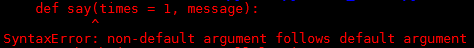 def say(times = 1, message):
^
SyntaxError: non-default argument follows default argument